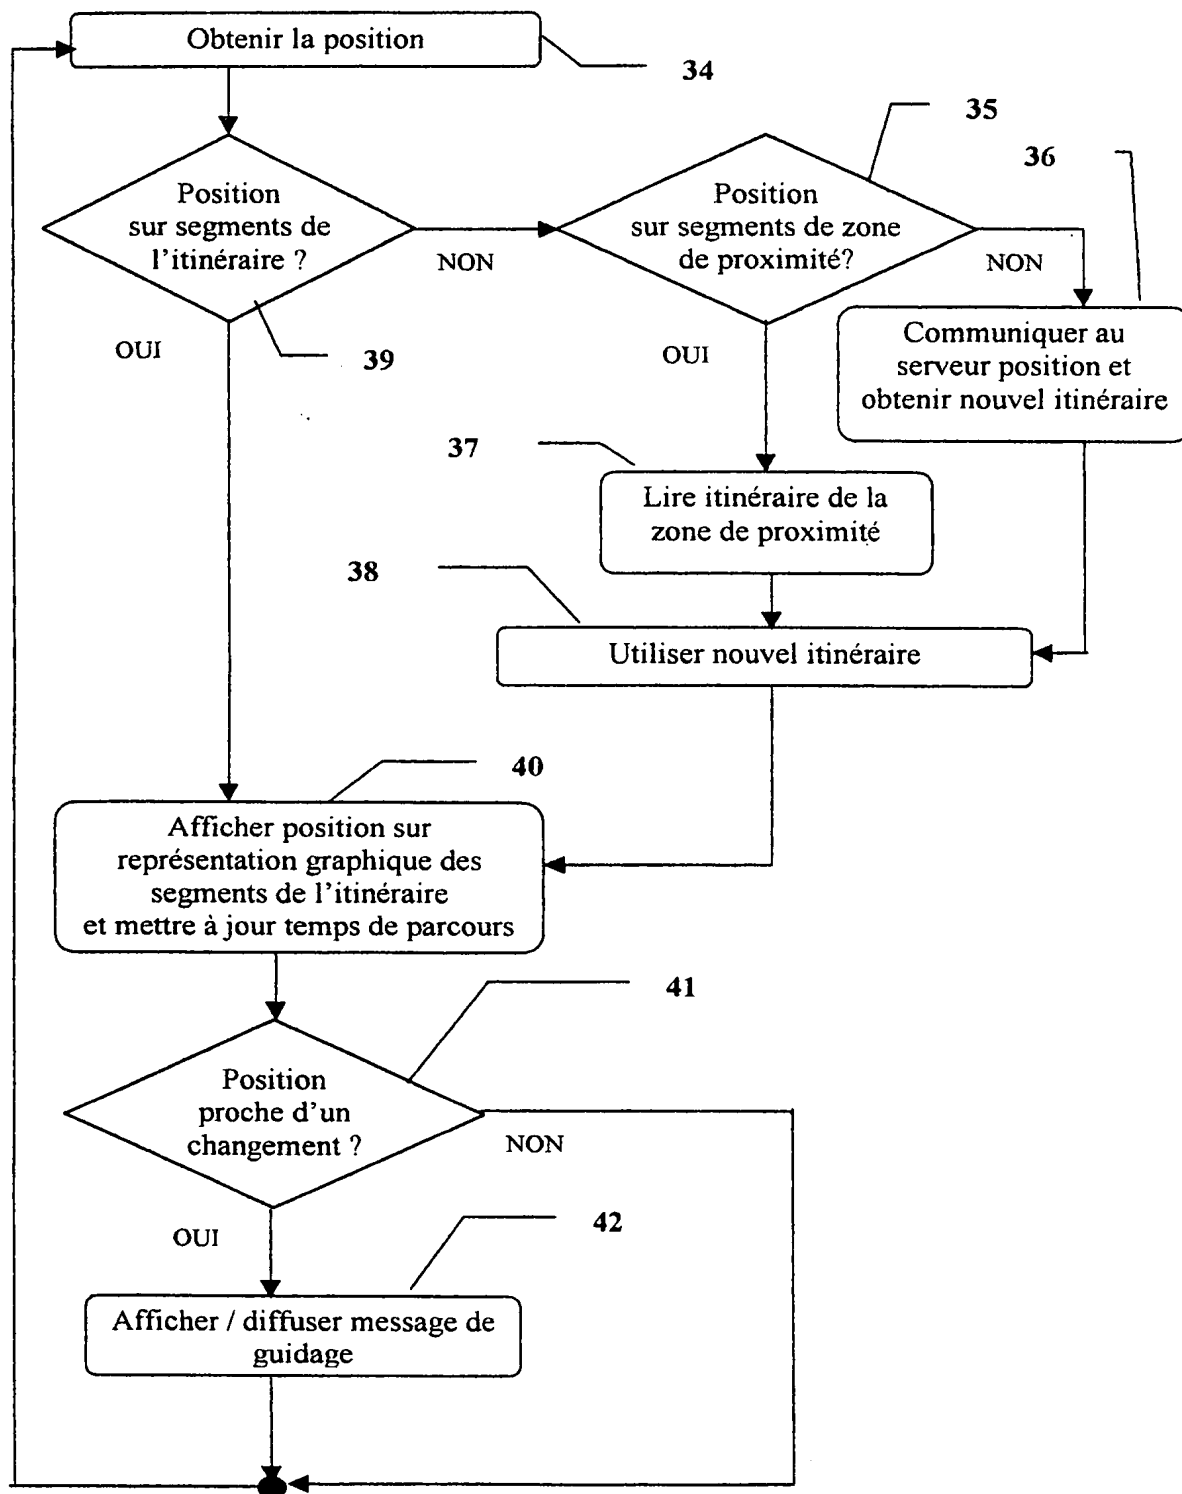 Obtenir la position
34
35
36
Position
sur segments de
l'itinéraire ?
NON
Position
sur segments de zone
de proximité?
NON
OUI
39
OUI
Communiquer au
serveur position et
obtenir nouvel itinéraire
37
Lire itinéraire de la
zone de proximité
38
Utiliser nouvel itinéraire
40
Afficher position sur
représentation graphique des
segments de l'itinéraire
et mettre à jour temps de parcours
41
Position
proche d'un
changement ?
NON
OUI
42
Afficher / diffuser message de
guidage